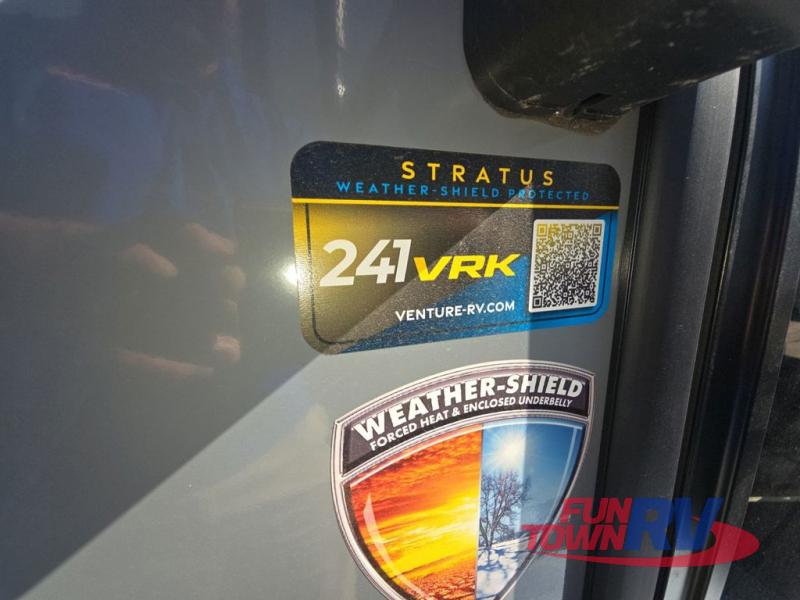 STRATUS
WEATHER-SHIELD PROTECTED
241VRK
VENTURE-RV.COM
WEATHER-SHIELD
FORCED HEAT & ENCLOSED UNDERBELLY
FUN
TOWN RV